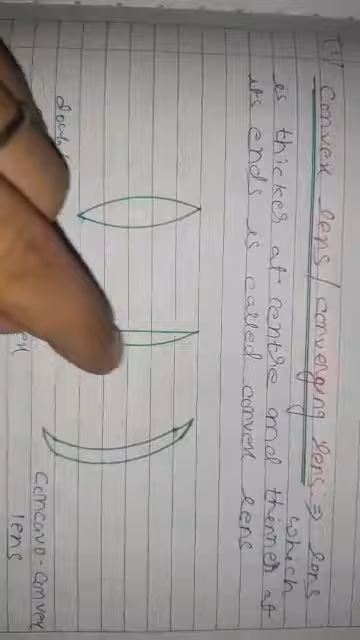 (1) Convex lens / converging lens ⇒ lens
which
is thicker at centre and thinner at
its ends is called convex lens
concavo-convex
lens